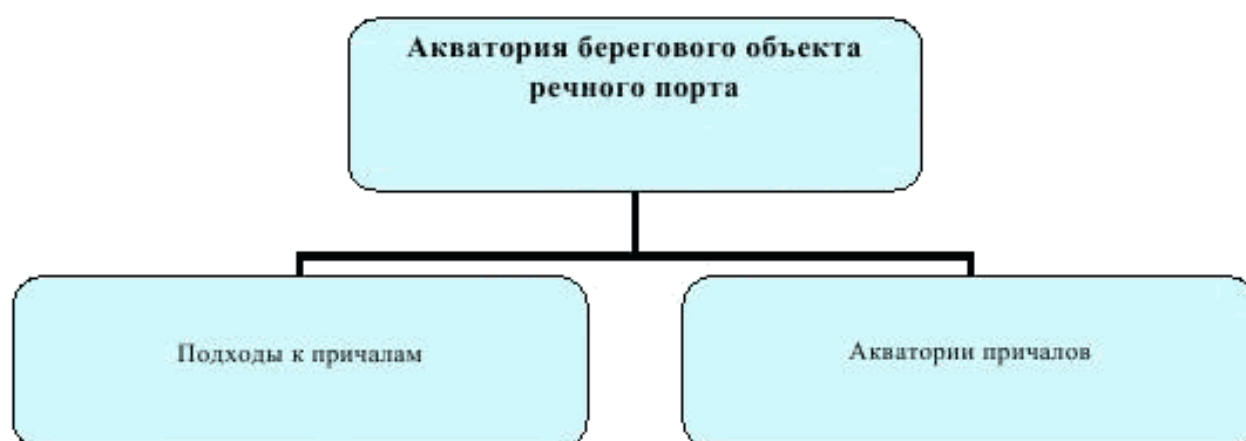 Акватория берегового объекта
речного порта
Подходы к причалам
Акватории причалов